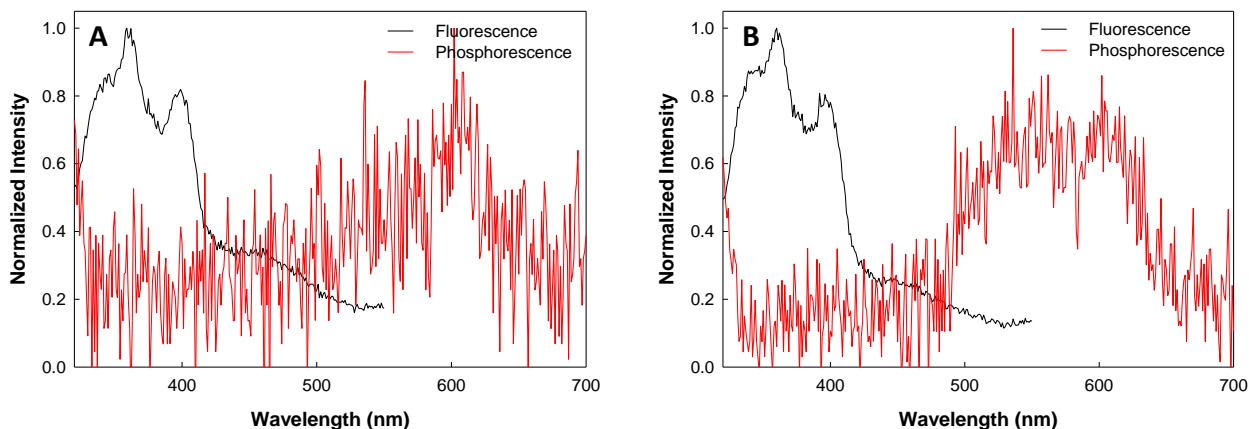 A
Fluorescence
Phosphorescence
Normalized Intensity
1.0
0.8
0.6
0.4
0.2
0.0
400
500
600
700
Wavelength (nm)
B
Fluorescence
Phosphorescence
Normalized Intensity
1.0
0.8
0.6
0.4
0.2
0.0
400
500
600
700
Wavelength (nm)